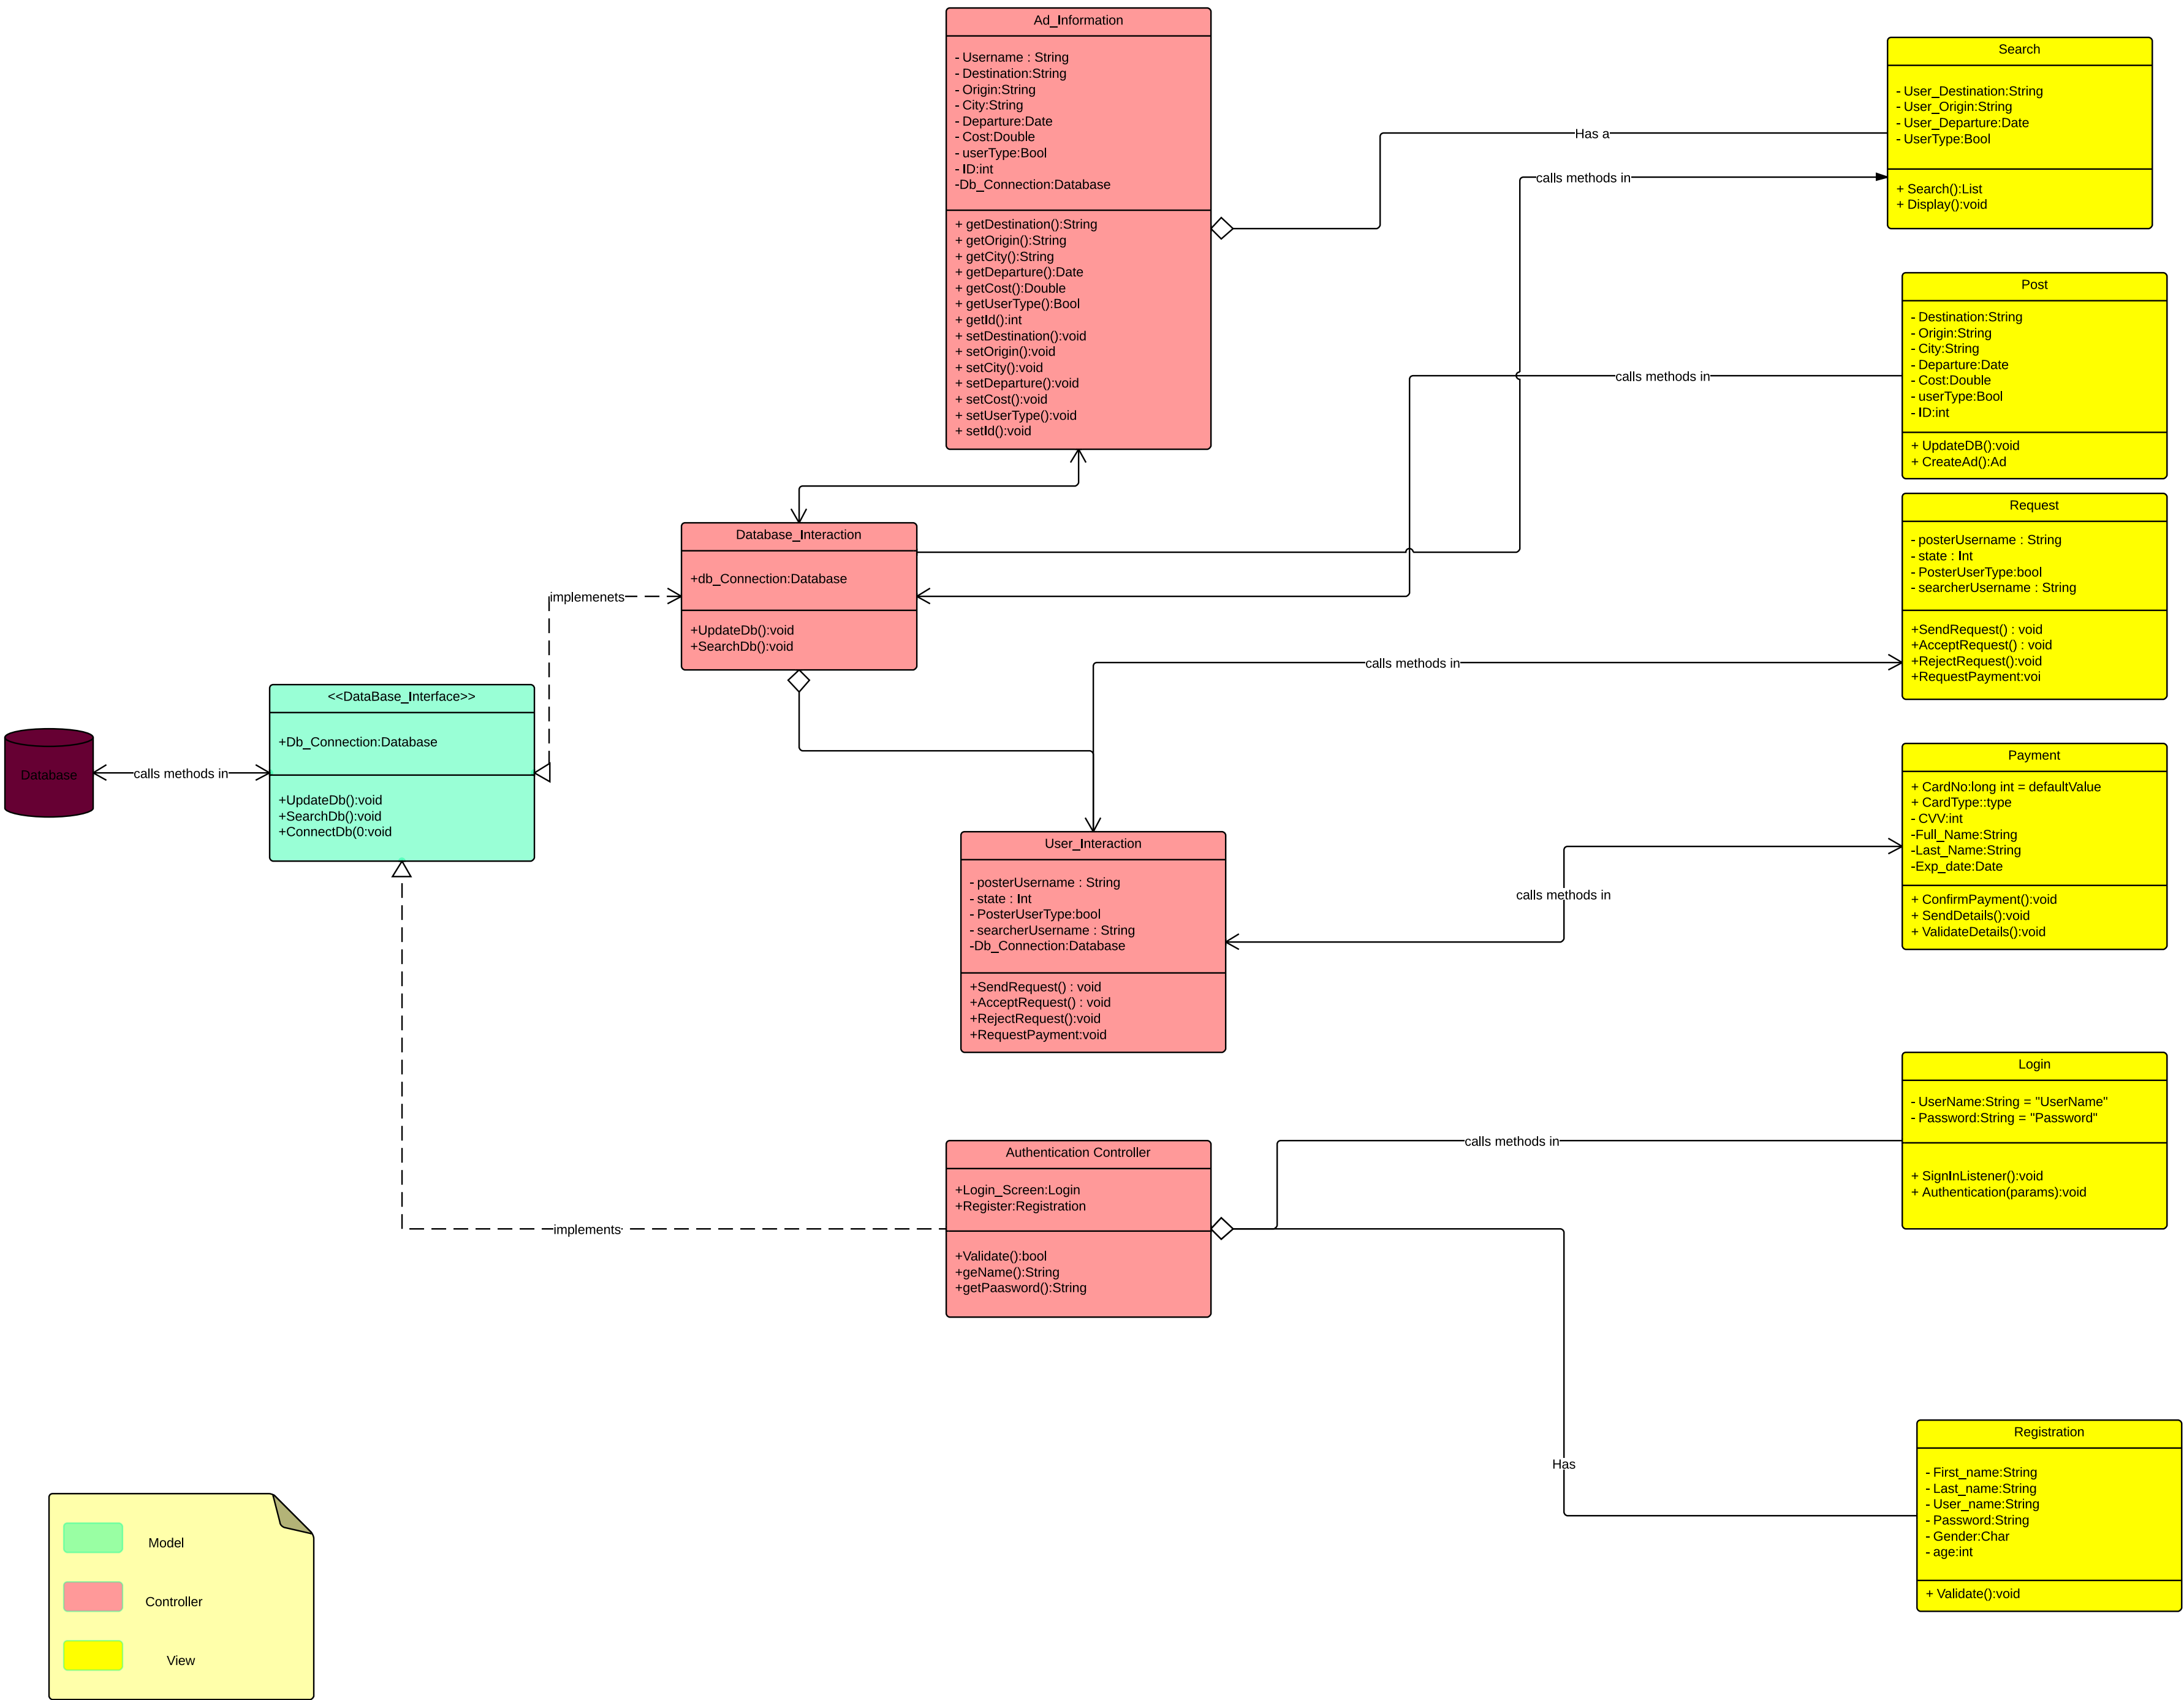 Ad_Information
- Username : String
- Destination:String
- Origin:String
- City:String
- Departure:Date
- Cost:Double
- userType:Bool
- ID:int
-Db_Connection:Database
+ getDestination():String
+ getOrigin():String
+ getCity():String
+ getDeparture():Date
+ getCost():Double
+ getUserType():Bool
+ getId():int
+ setDestination():void
+ setOrigin():void
+ setCity():void
+ setDeparture():void
+ setCost():void
+ setUserType():void
+ setId():void
Has a
calls methods in
Search
- User_Destination:String
- User_Origin:String
- User_Departure:Date
- UserType:Bool
+ Search():List
+ Display():void
calls methods in
Post
- Destination:String
- Origin:String
- City:String
- Departure:Date
- Cost:Double
- userType:Bool
- ID:int
+ UpdateDB():void
+ CreateAd():Ad
Database_Interaction
+db_Connection:Database
+UpdateDb():void
+SearchDb():void
implemenets
calls methods in
Request
- posterUsername : String
- state : Int
- PosterUserType:bool
- searcherUsername : String
+SendRequest() : void
+AcceptRequest() : void
+RejectRequest():void
+RequestPayment:voi
Database
calls methods in
<<DataBase_Interface>>
+Db_Connection:Database
+UpdateDb():void
+SearchDb():void
+ConnectDb(0:void
User_Interaction
- posterUsername : String
- state : Int
- PosterUserType:bool
- searcherUsername : String
-Db_Connection:Database
+SendRequest() : void
+AcceptRequest() : void
+RejectRequest():void
+RequestPayment:void
calls methods in
Payment
+ CardNo:long int = defaultValue
+ CardType::type
- CVV:int
-Full_Name:String
-Last_Name:String
-Exp_date:Date
+ ConfirmPayment():void
+ SendDetails():void
+ ValidateDetails():void
implements
Authentication Controller
+Login_Screen:Login
+Register:Registration
+Validate():bool
+geName():String
+getPaasword():String
calls methods in
Login
- UserName:String = "UserName"
- Password:String = "Password"
+ SignInListener():void
+ Authentication(params):void
Has
Registration
- First_name:String
- Last_name:String
- User_name:String
- Password:String
- Gender:Char
- age:int
+ Validate():void
Model
Controller
View